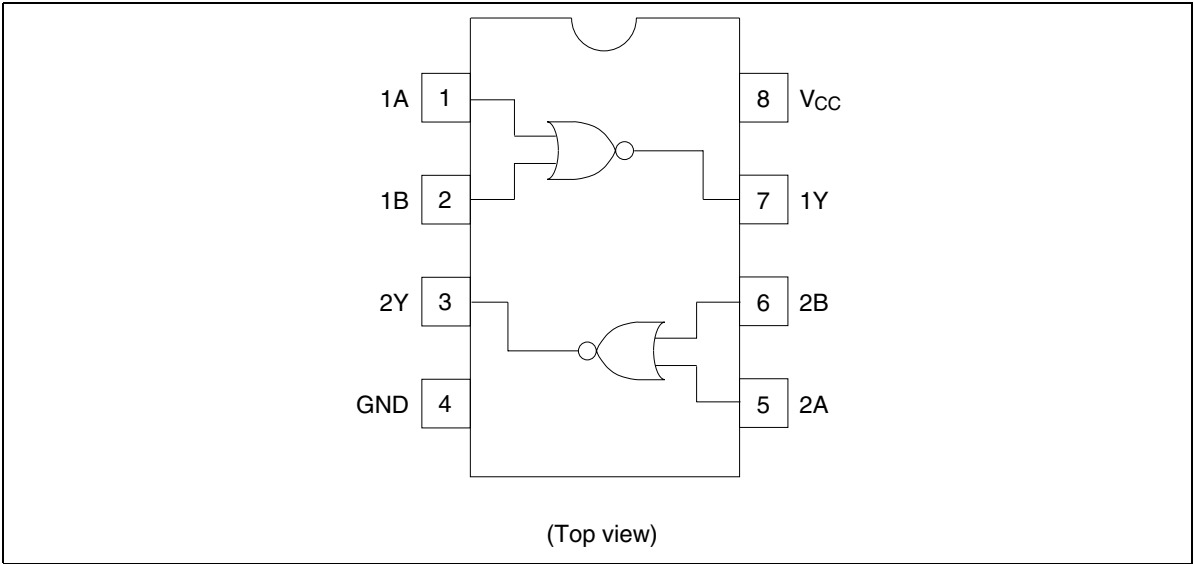 1A 1 8 VCC
1B 2 7 1Y
2Y 3 6 2B
GND 4 5 2A
(Top view)